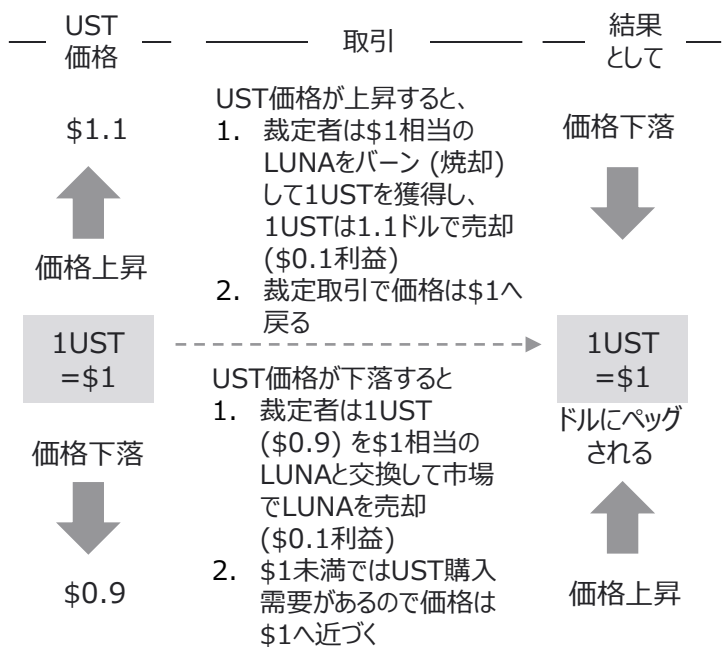 UST
価格
取引
結果
として
$1.1
価格上昇
1UST
=$1
価格下落
$0.9
UST価格が上昇すると、
1. 裁定者は$1相当の
LUNAをバーン (焼却)
して1USTを獲得し、
1USTは1.1ドルで売却
($0.1利益)
2. 裁定取引で価格は$1へ
戻る
UST価格が下落すると
1. 裁定者は1UST
($0.9) を$1相当の
LUNAと交換して市場
でLUNAを売却
($0.1利益)
2. $1未満ではUST購入
需要があるので価格は
$1へ近づく
価格下落
1UST
=$1
ドルにペッグ
される
価格上昇